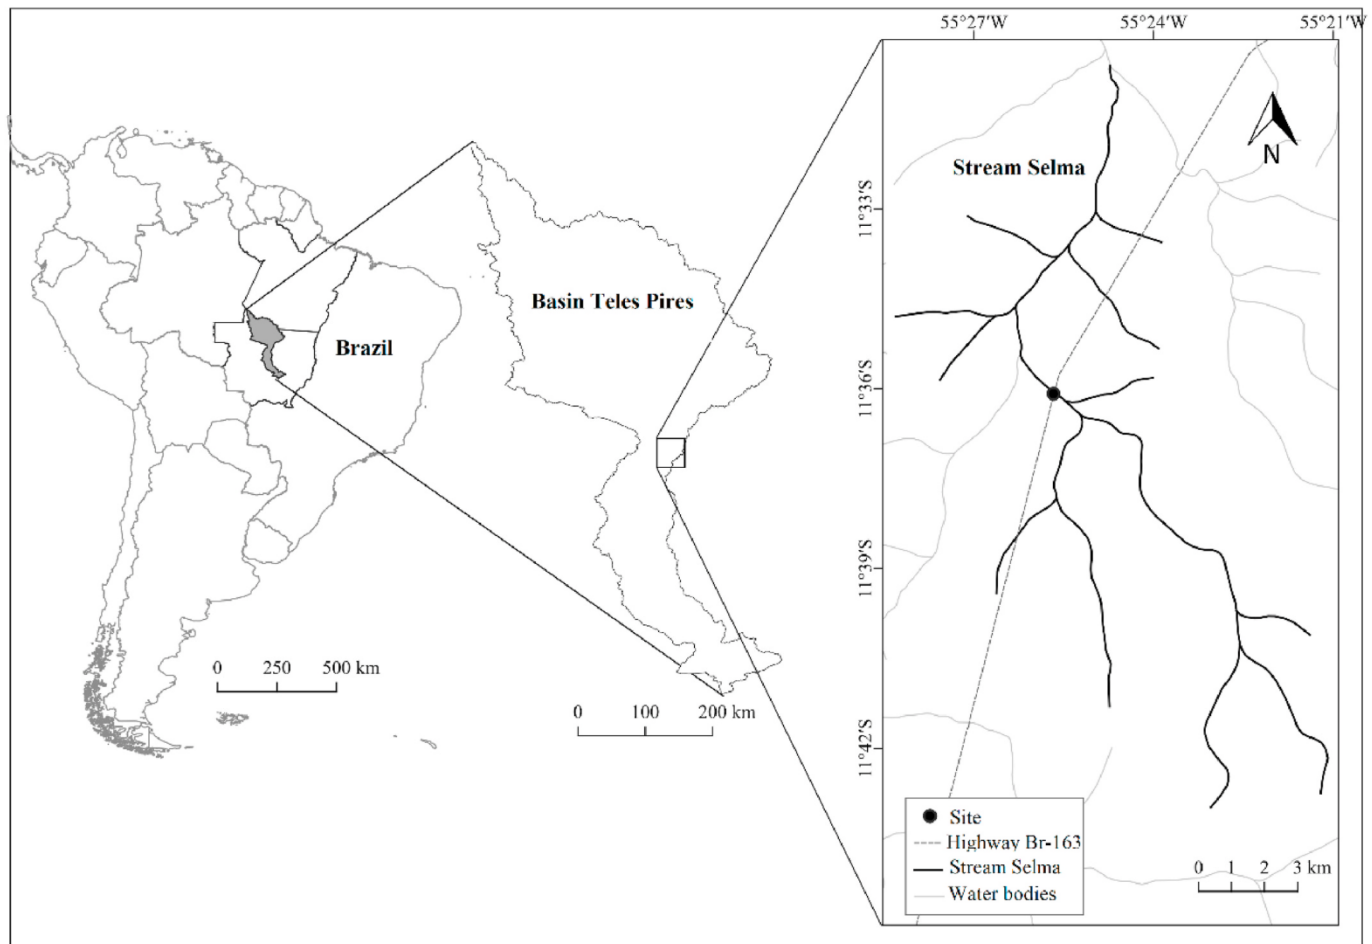 55°27'W 55°24'W 55°21'W
N
Stream Selma
11°33'S
Basin Teles Pires
Brazil
11°36'S
11°39'S
0 250 500 km
0 100 200 km
11°42'S
Site
Highway Br-163
Stream Selma
Water bodies
0 1 2 3 km